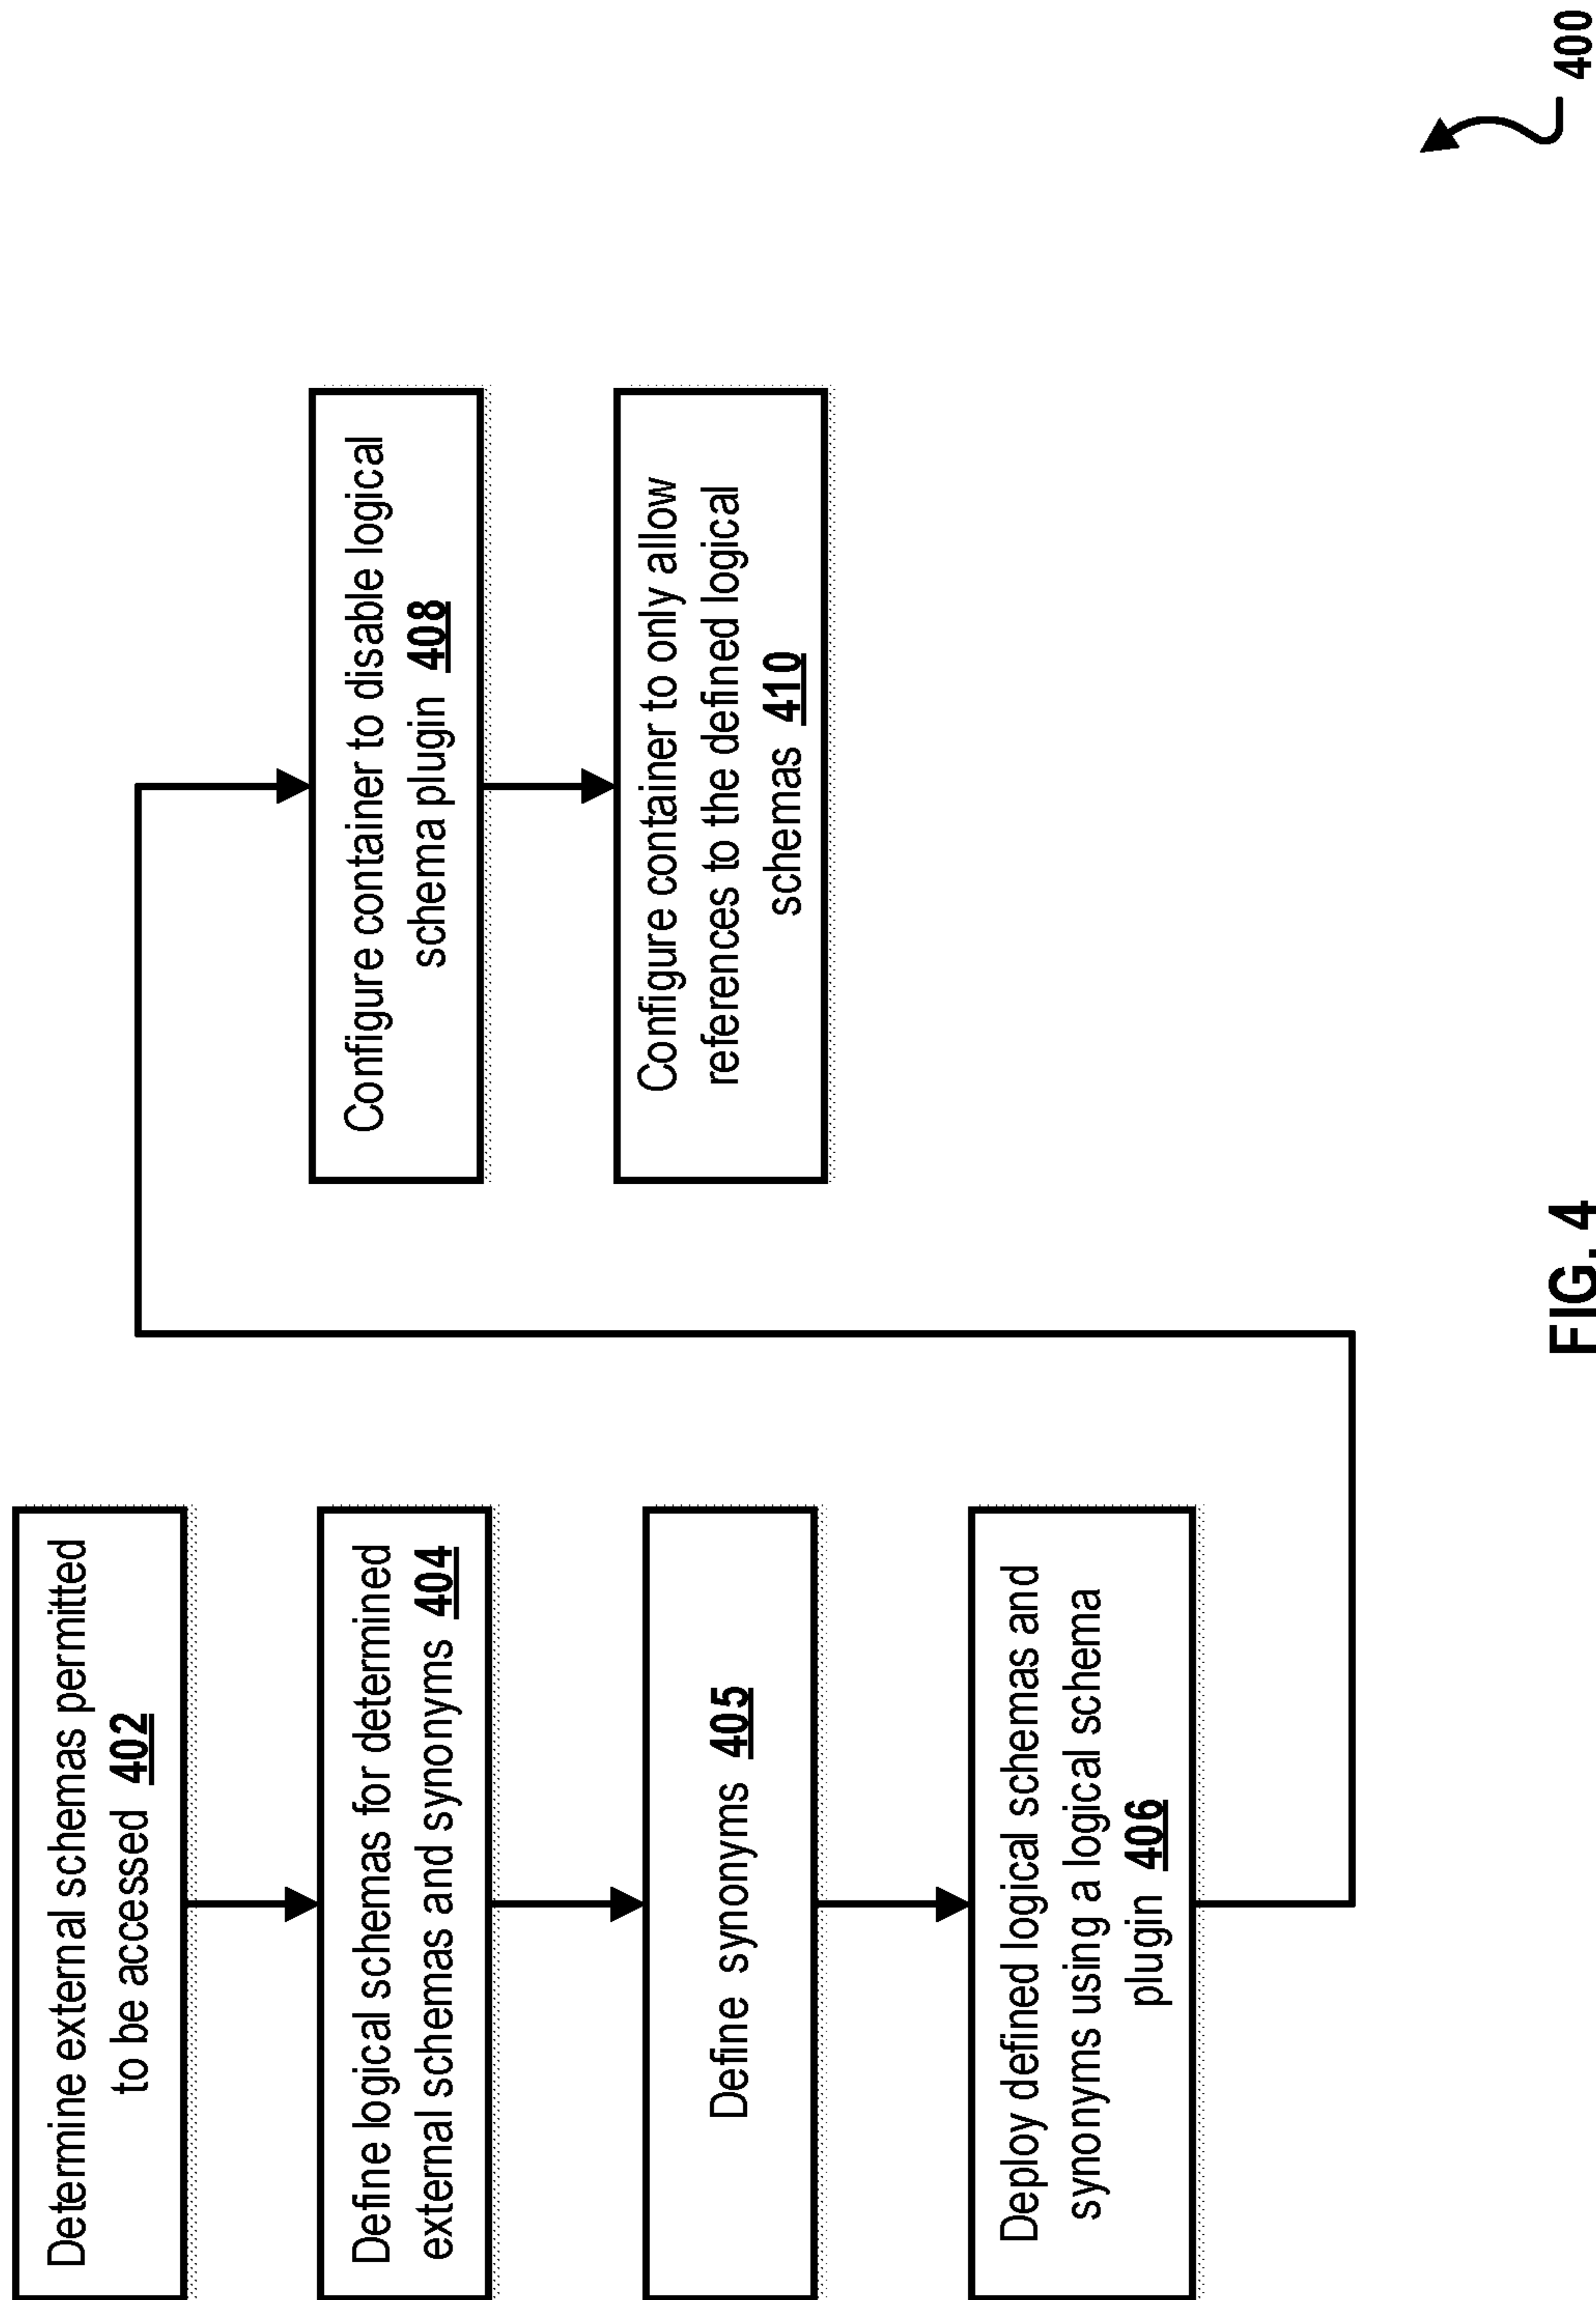 Determine external schemas permitted
to be accessed 402
Define logical schemas for determined
external schemas and synonyms 404
Define synonyms 405
Deploy defined logical schemas and
synonyms using a logical schema
plugin 406
Configure container to disable logical
schema plugin 408
Configure container to only allow
references to the defined logical
schemas 410
400
FIG. 4